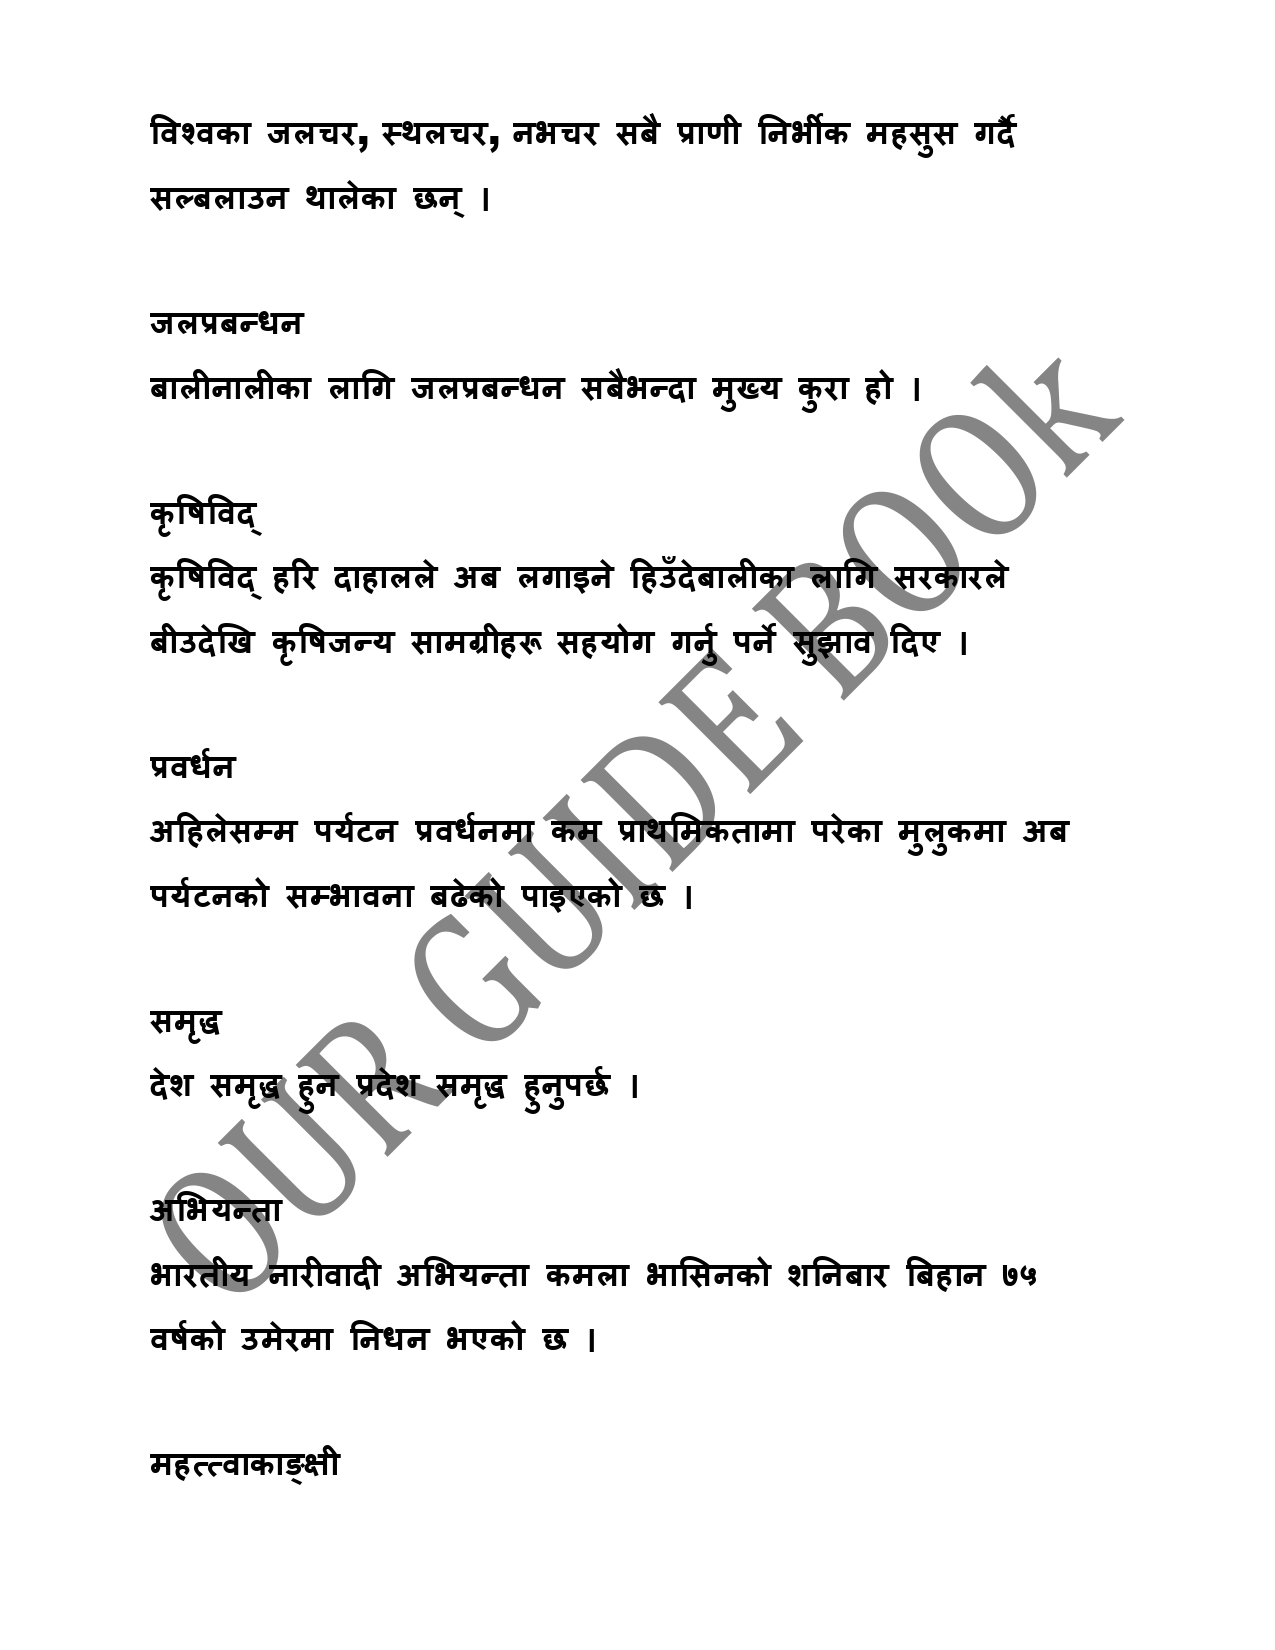 विश्वका जलचर, स्थलचर, नभचर सबै प्राणी निर्भीक महसुस गर्दै
सल्बलाउन थालेका छन् ।
जलप्रबन्धन
बालीनालीका लागि जलप्रबन्धन सबैभन्दा मुख्य कुरा हो ।
कृषिविद्
कृषिविद् हरि दाहालले अब लगाइने हिउँदेबालीका लागि सरकारले
बीउदेखि कृषिजन्य सामग्रीहरू सहयोग गर्नु पर्ने सुझाव दिए ।
प्रवर्धन
अहिलेसम्म पर्यटन प्रवर्धनमा कम प्राथमिकतामा परेका मुलुकमा अब
पर्यटनको सम्भावना बढेको पाइएको छ ।
समृद्ध
देश समृद्ध हुन प्रदेश समृद्ध हुनुपर्छ ।
अभियन्ता
भारतीय नारीवादी अभियन्ता कमला भासिनको शनिबार बिहान ७५
वर्षको उमेरमा निधन भएको छ ।
महत्त्वाकाङ्क्षी
OUR GUIDE BOOk